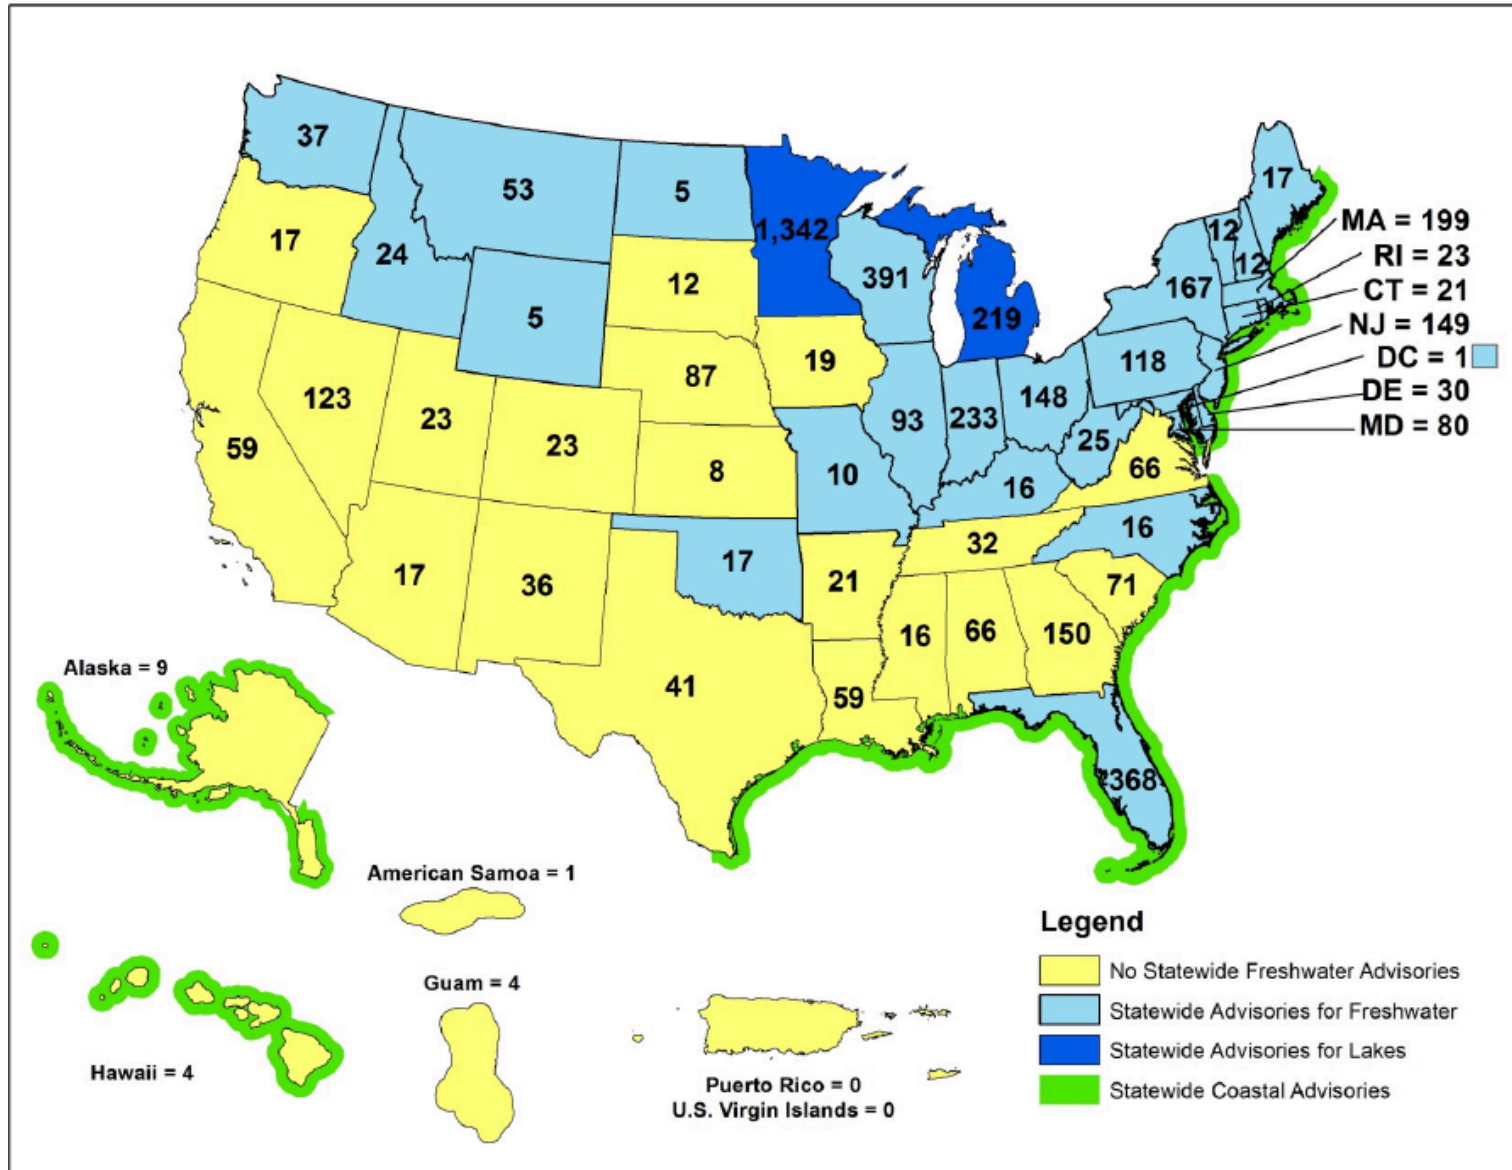 37
53
5
1,342
17
24
5
12
391
219
17
12
12
167
MA = 199
RI = 23
CT = 21
NJ = 149
DC = 1
DE = 30
MD = 80
59
123
23
23
87
8
19
10
93
233
148
118
25
66
16
16
17
36
41
17
21
59
32
16
66
150
71
368
Alaska = 9
American Samoa = 1
Guam = 4
Hawaii = 4
Puerto Rico = 0
U.S. Virgin Islands = 0
Legend
No Statewide Freshwater Advisories
Statewide Advisories for Freshwater
Statewide Advisories for Lakes
Statewide Coastal Advisories